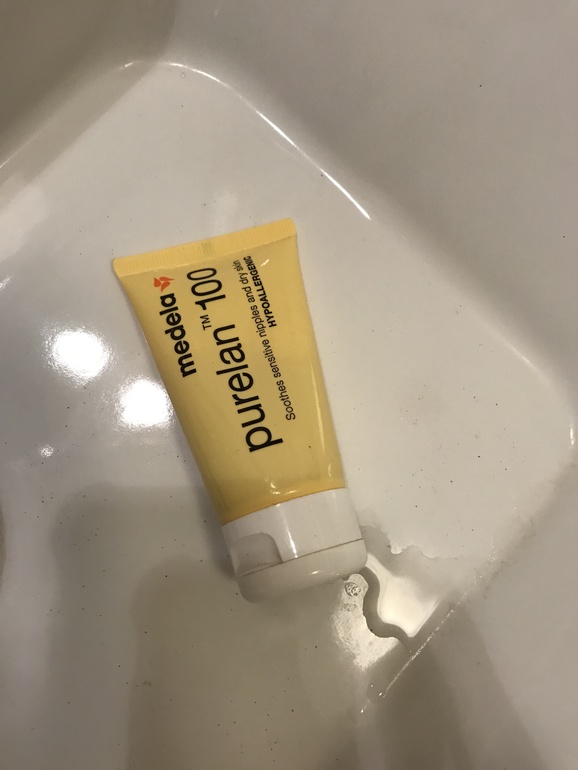 medela
purelan™ 100
Soothes sensitive nipples and dry skin
HYPOALLERGENIC